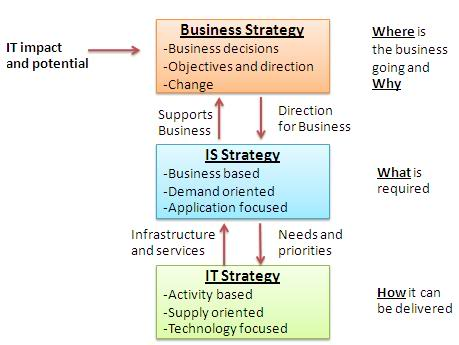 Business Strategy
-Business decisions
-Objectives and direction
-Change
IT impact
and potential
Where is
the business
going and
Why
Supports
Business
Direction
for Business
IS Strategy
-Business based
-Demand oriented
-Application focused
What is
required
Infrastructure
and services
Needs and
priorities
IT Strategy
-Activity based
-Supply oriented
-Technology focused
How it can
be delivered